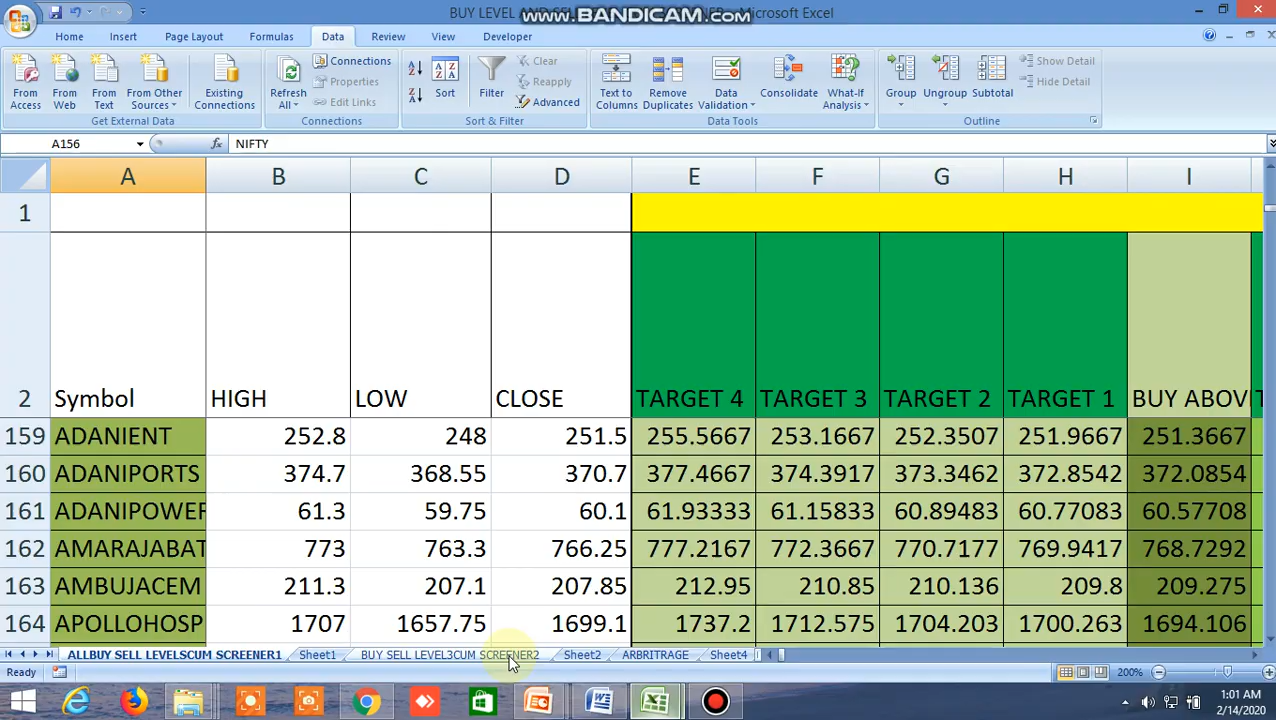 BUY LEVEL AND SE
www.BANDICAM.com
- Microsoft Excel
Home Insert Page Layout Formulas Data Review View Developer
From Access
From Web
From Text
From Other Sources
Existing Connections
Get External Data
Refresh All
Connections
Properties
Edit Links
Connections
Sort
Filter
Clear
Reapply
Advanced
Sort & Filter
Text to Columns
Remove Duplicates
Data Validation
Consolidate
What-If Analysis
Data Tools
Group
Ungroup
Subtotal
Show Detail
Hide Detail
Outline
A156 fx NIFTY
A B C D E F G H I
1
2 Symbol HIGH LOW CLOSE TARGET 4 TARGET 3 TARGET 2 TARGET 1 BUY ABOV T
159 ADANIENT 252.8 248 251.5 255.5667 253.1667 252.3507 251.9667 251.3667
160 ADANIPORTS 374.7 368.55 370.7 377.4667 374.3917 373.3462 372.8542 372.0854
161 ADANIPOWER 61.3 59.75 60.1 61.93333 61.15833 60.89483 60.77083 60.57708
162 AMARAJABAT 773 763.3 766.25 777.2167 772.3667 770.7177 769.9417 768.7292
163 AMBUJACEM 211.3 207.1 207.85 212.95 210.85 210.136 209.8 209.275
164 APOLLOHOSP 1707 1657.75 1699.1 1737.2 1712.575 1704.203 1700.263 1694.106
ALLBUY SELL LEVELSCUM SCREENER1 Sheet1 BUY SELL LEVEL3CUM SCREENER2 Sheet2 ARBRITRAGE Sheet4
Ready 200%
1:01 AM
2/14/2020